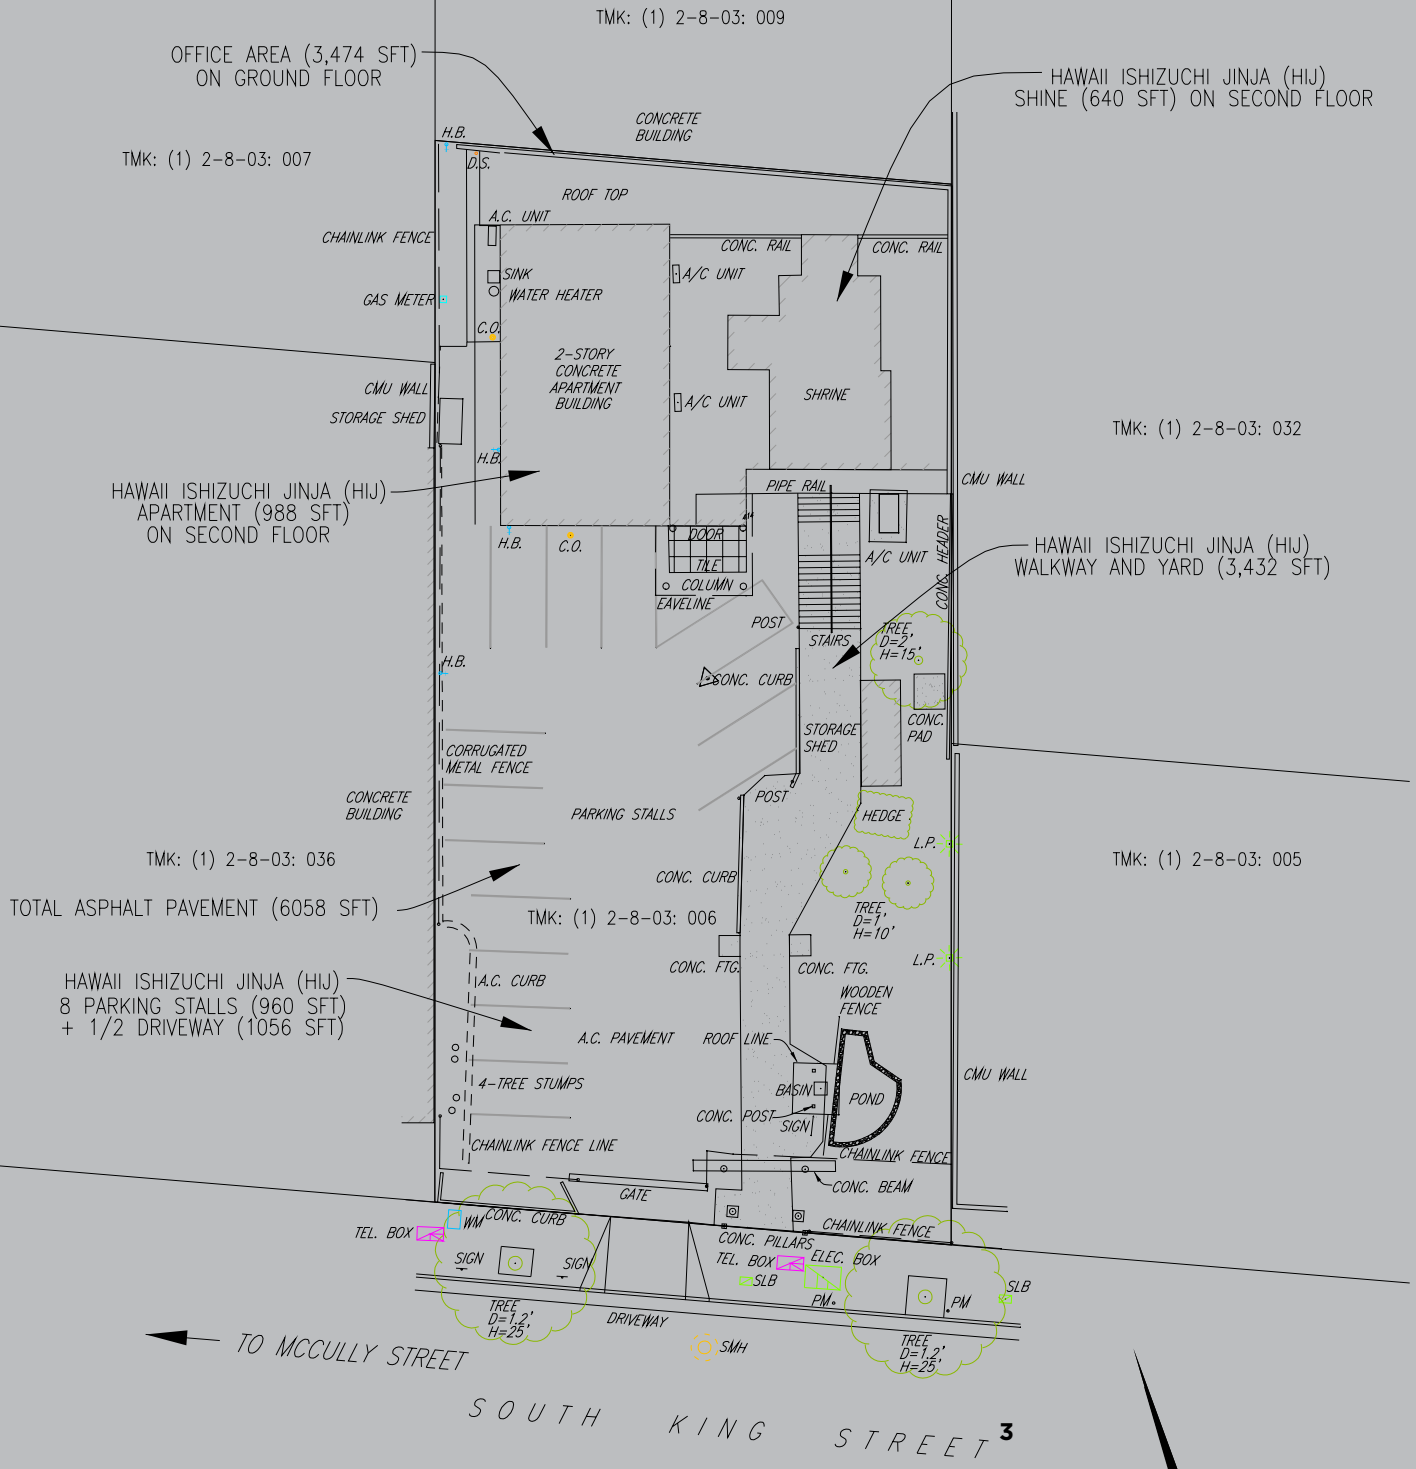 TMK: (1) 2-8-03: 009
OFFICE AREA (3,474 SFT)
ON GROUND FLOOR
HAWAII ISHIZUCHI JINJA (HIJ)
SHINE (640 SFT) ON SECOND FLOOR
CONCRETE
BUILDING
H.B.
TMK: (1) 2-8-03: 007
D.S.
ROOF TOP
A.C. UNIT
CHAINLINK FENCE
CONC. RAIL
CONC. RAIL
SINK
A/C UNIT
GAS METER
WATER HEATER
C.O.
2-STORY
CONCRETE
APARTMENT
BUILDING
CMU WALL
STORAGE SHED
A/C UNIT
SHRINE
TMK: (1) 2-8-03: 032
H.B.
HAWAII ISHIZUCHI JINJA (HIJ)
APARTMENT (988 SFT)
ON SECOND FLOOR
PIPE RAIL
CMU WALL
H.B.
C.O.
DOOR
TILE
COLUMN
EAVELINE
A/C UNIT
CONC. HEADER
HAWAII ISHIZUCHI JINJA (HIJ)
WALKWAY AND YARD (3,432 SFT)
POST
STAIRS
TREE,
D=2',
H=15'
H.B.
CONC. CURB
CONC.
PAD
STORAGE
SHED
CORRUGATED
METAL FENCE
CONCRETE
BUILDING
PARKING STALLS
POST
HEDGE
L.P.
TMK: (1) 2-8-03: 036
TMK: (1) 2-8-03: 005
CONC. CURB
TOTAL ASPHALT PAVEMENT (6058 SFT)
TMK: (1) 2-8-03: 006
TREE,
D=1',
H=10'
L.P.
CONC. FTG.
CONC. FTG.
HAWAII ISHIZUCHI JINJA (HIJ)
8 PARKING STALLS (960 SFT)
+ 1/2 DRIVEWAY (1056 SFT)
A.C. CURB
WOODEN
FENCE
A.C. PAVEMENT
ROOF LINE
CMU WALL
4-TREE STUMPS
BASIN
POND
CONC. POST
SIGN
CHAINLINK FENCE LINE
CHAINLINK FENCE
CONC. BEAM
GATE
TEL. BOX
WM
CONC. CURB
CHAINLINK FENCE
CONC. PILLARS
SIGN
SIGN
TEL. BOX
ELEC. BOX
SLB
SLB
PM
PM
TREE
D=1.2',
H=25'
DRIVEWAY
SMH
TREE
D=1.2',
H=25'
TO MCCULLY STREET
SOUTH KING STREET
3